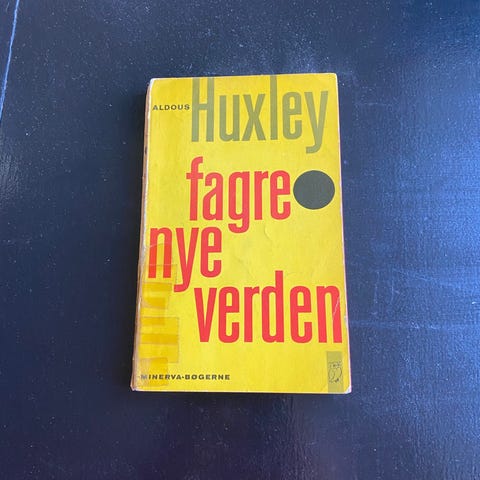 ALDOUS Huxley
fagre
nye
verden
MINERVA-BØGERNE